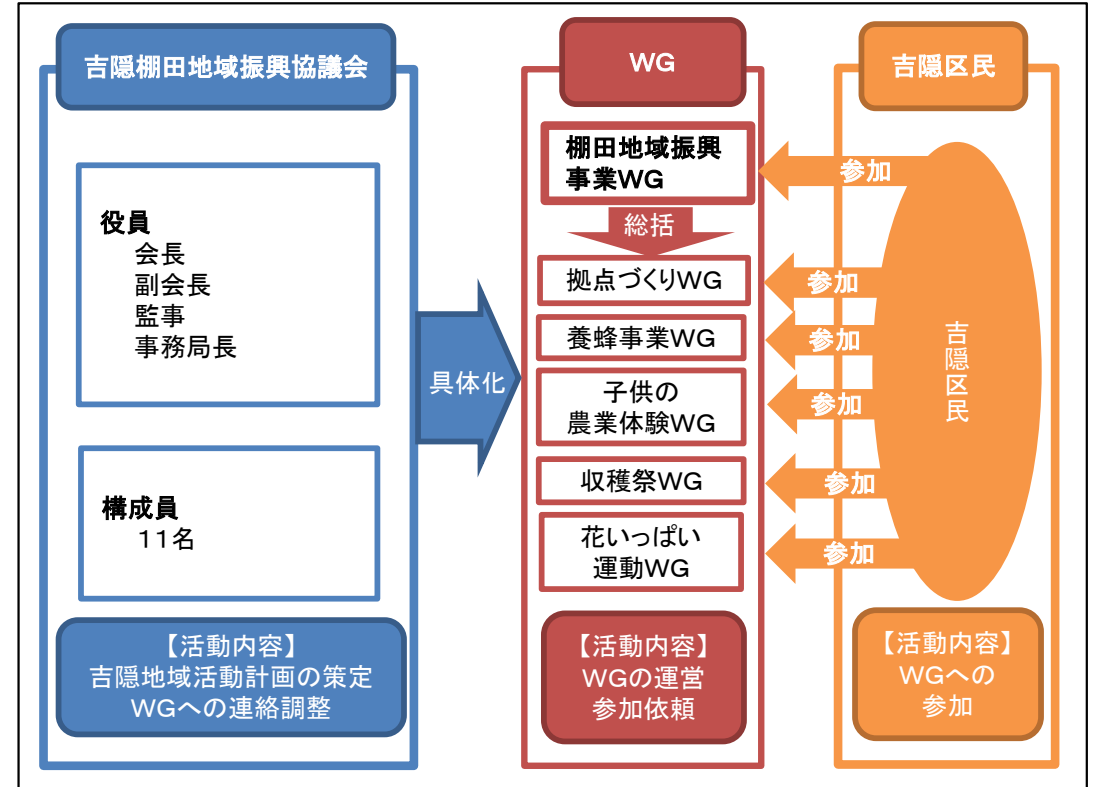 吉隠棚田地域振興協議会
役員
会長
副会長
監事
事務局長
構成員
11名
【活動内容】
吉隠地域活動計画の策定
WGへの連絡調整
具体化
WG
棚田地域振興
事業WG
総括
拠点づくりWG
養蜂事業WG
子供の
農業体験WG
収穫祭WG
花いっぱい
運動WG
【活動内容】
WGの運営
参加依頼
吉隠区民
参加
参加
参加
参加
参加
参加
吉隠区民
【活動内容】
WGへの
参加